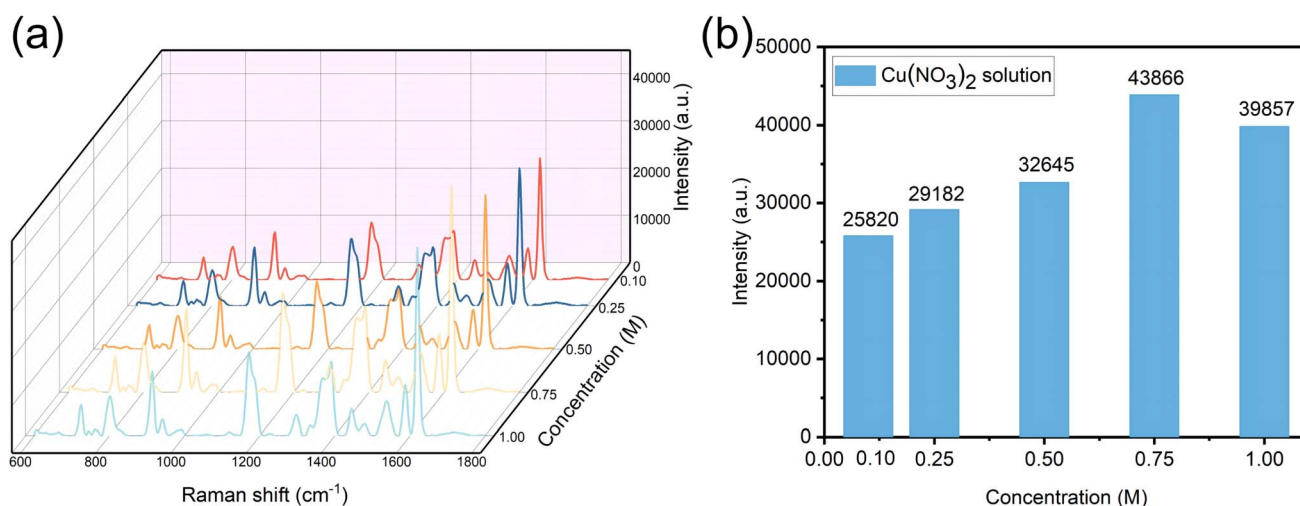 (a)
40000
30000
20000
10000
0
Intensity (a.u.)
0.10
0.25
0.50
0.75
1.00
Concentration (M)
600 800 1000 1200 1400 1600 1800
Raman shift (cm⁻¹)
(b)
50000
40000
30000
20000
10000
0
Intensity (a.u.)
Cu(NO₃)₂ solution
25820
29182
32645
43866
39857
0.00 0.10 0.25 0.50 0.75 1.00
Concentration (M)